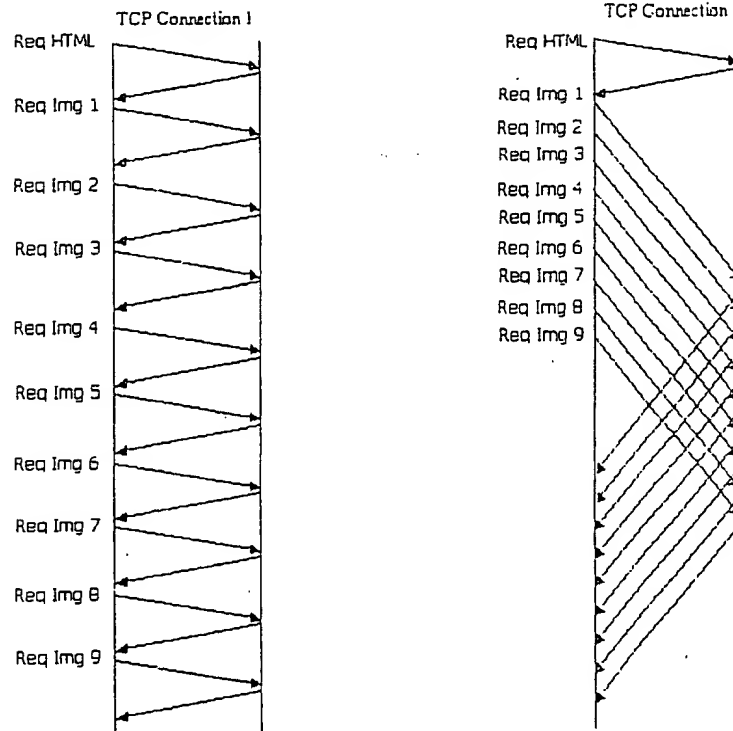 TCP Connection 1
Req HTML
Req Img 1
Req Img 2
Req Img 3
Req Img 4
Req Img 5
Req Img 6
Req Img 7
Req Img 8
Req Img 9
TCP Connection
Req HTML
Req Img 1
Req Img 2
Req Img 3
Req Img 4
Req Img 5
Req Img 6
Req Img 7
Req Img 8
Req Img 9